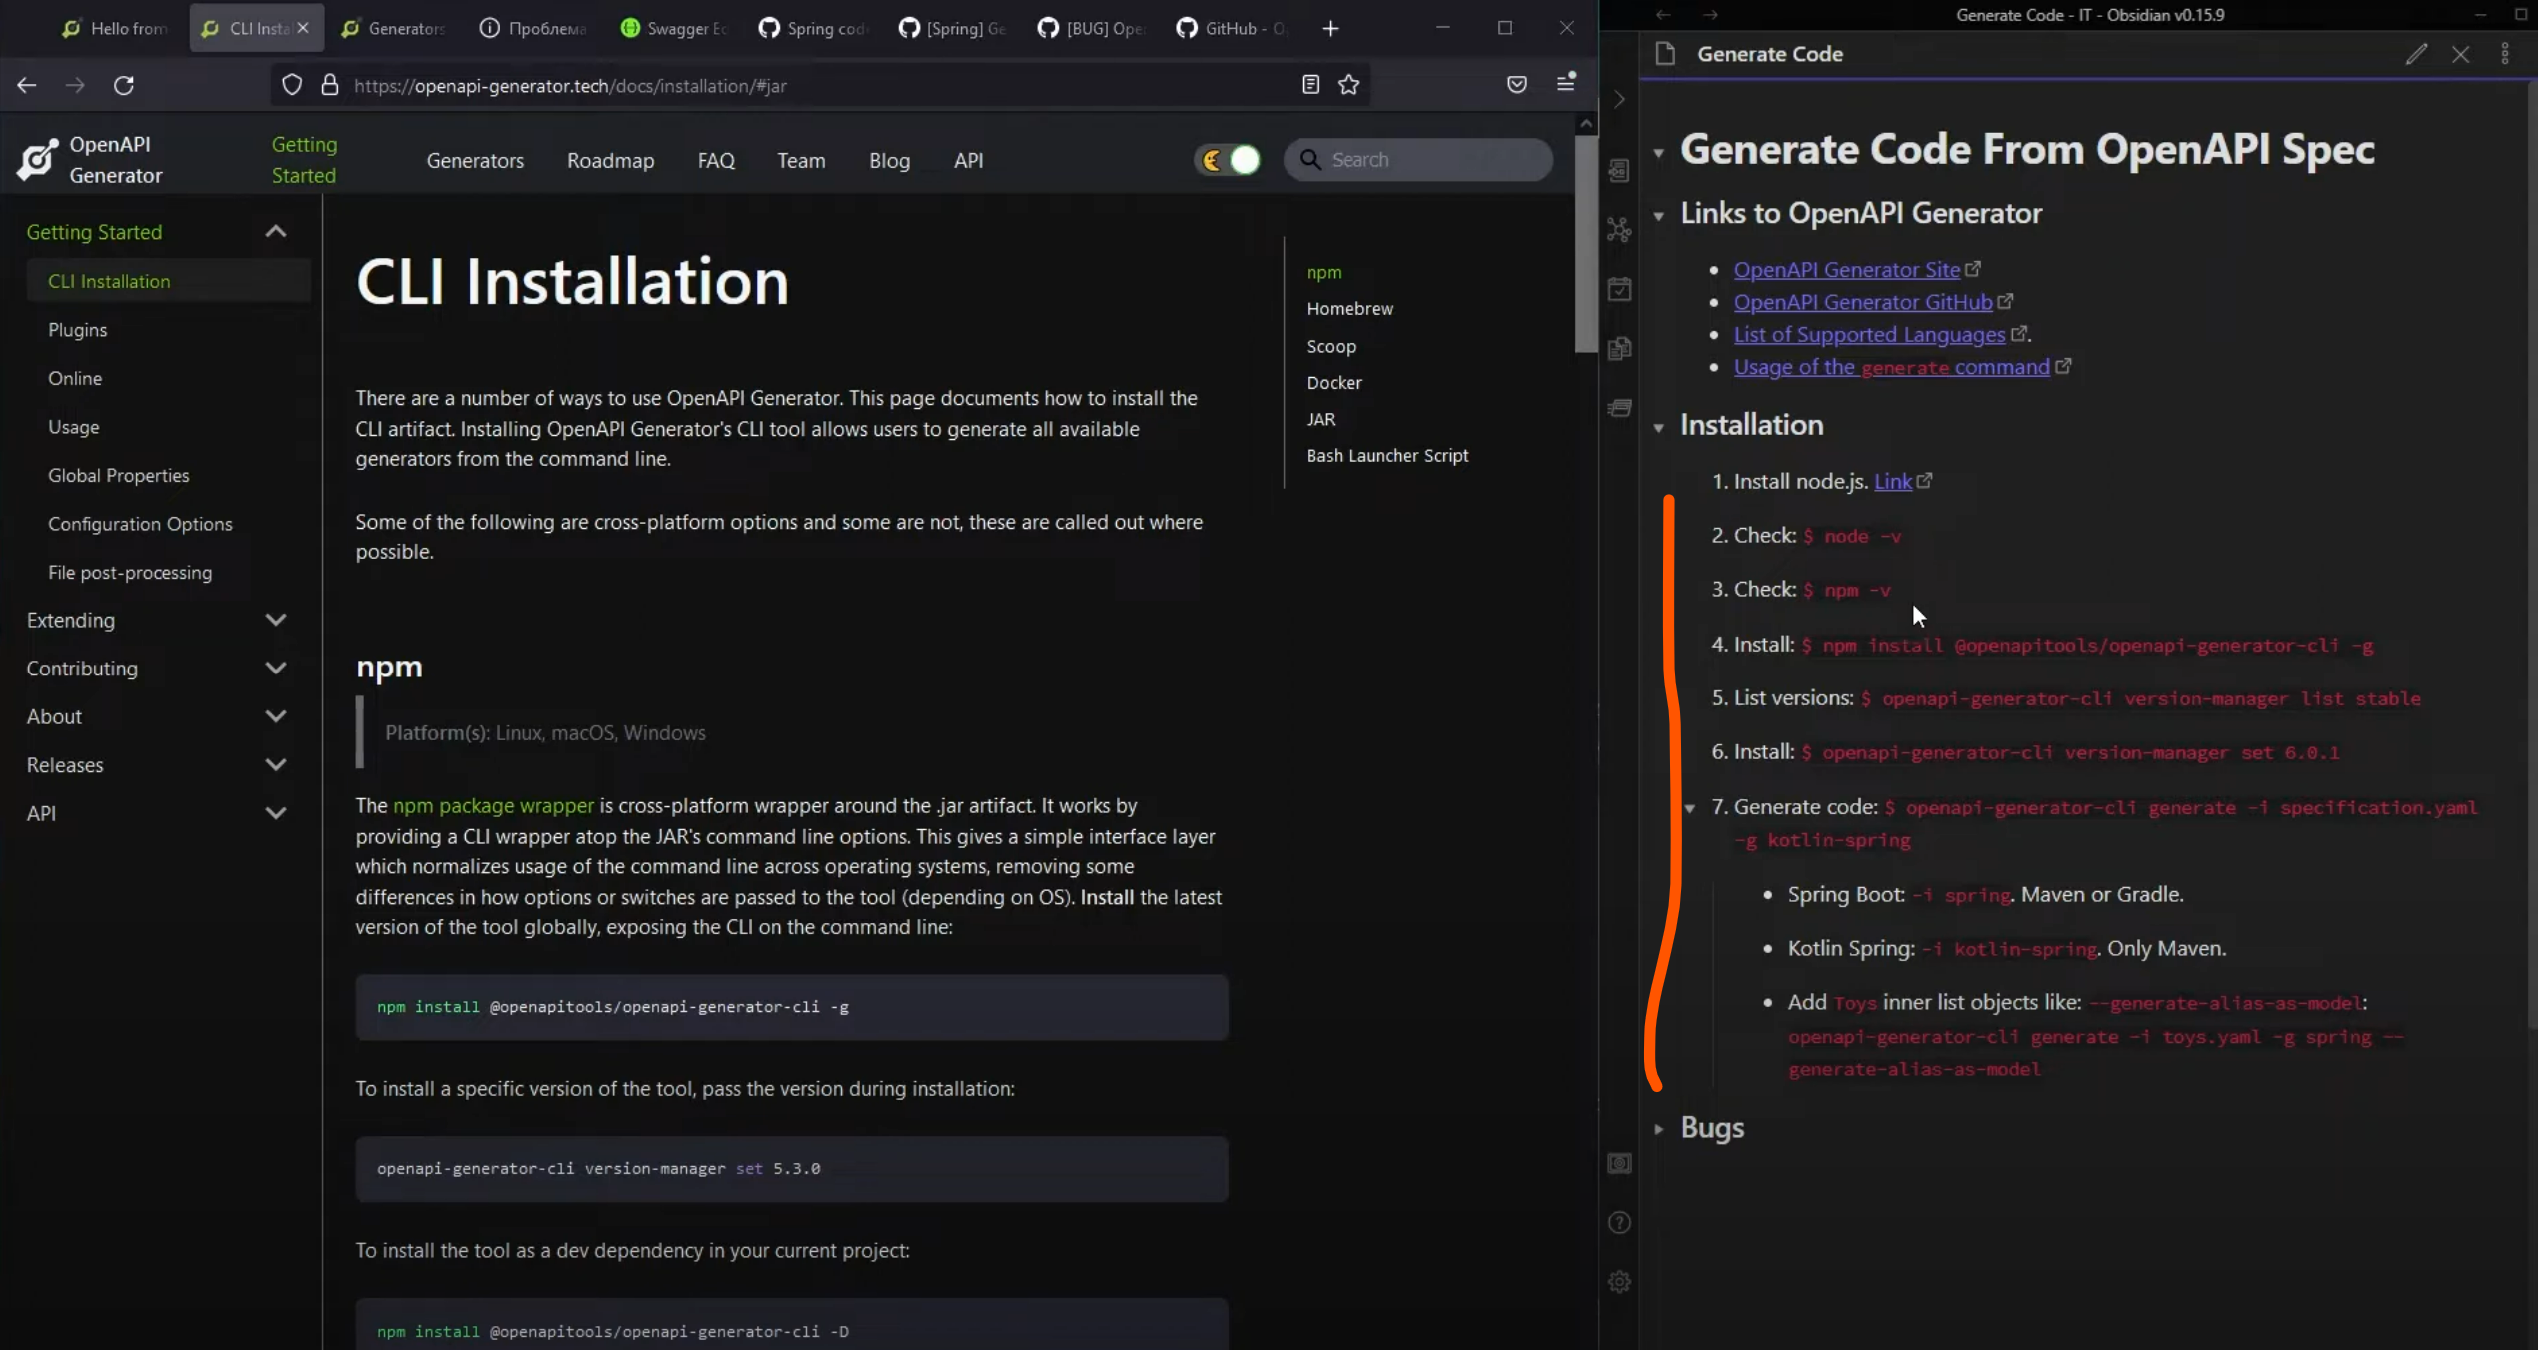 Hello from
CLI Insta
Generators
Проблема
Swagger Ed
Spring cod
[Spring] Ge
[BUG] Ope
GitHub - O
https://openapi-generator.tech/docs/installation/#jar
OpenAPI
Generator
Getting
Started
Generators
Roadmap
FAQ
Team
Blog
API
Search
Getting Started
CLI Installation
Plugins
Online
Usage
Global Properties
Configuration Options
File post-processing
Extending
Contributing
About
Releases
API
CLI Installation
There are a number of ways to use OpenAPI Generator. This page documents how to install the
CLI artifact. Installing OpenAPI Generator's CLI tool allows users to generate all available
generators from the command line.
Some of the following are cross-platform options and some are not, these are called out where
possible.
npm
Platform(s): Linux, macOS, Windows
The npm package wrapper is cross-platform wrapper around the .jar artifact. It works by
providing a CLI wrapper atop the JAR's command line options. This gives a simple interface layer
which normalizes usage of the command line across operating systems, removing some
differences in how options or switches are passed to the tool (depending on OS). Install the latest
version of the tool globally, exposing the CLI on the command line:
npm install @openapitools/openapi-generator-cli -g
To install a specific version of the tool, pass the version during installation:
openapi-generator-cli version-manager set 5.3.0
To install the tool as a dev dependency in your current project:
npm install @openapitools/openapi-generator-cli -D
npm
Homebrew
Scoop
Docker
JAR
Bash Launcher Script
Generate Code - IT - Obsidian v0.15.9
Generate Code
Generate Code From OpenAPI Spec
Links to OpenAPI Generator
• OpenAPI Generator Site
• OpenAPI Generator GitHub
• List of Supported Languages.
• Usage of the generate command
Installation
1. Install node.js. Link
2. Check: $ node -v
3. Check: $ npm -v
4. Install: $ npm install @openapitools/openapi-generator-cli -g
5. List versions: $ openapi-generator-cli version-manager list stable
6. Install: $ openapi-generator-cli version-manager set 6.0.1
7. Generate code: $ openapi-generator-cli generate -i specification.yaml
-g kotlin-spring
• Spring Boot: -i spring. Maven or Gradle.
• Kotlin Spring: -i kotlin-spring. Only Maven.
• Add Toys inner list objects like: --generate-alias-as-model:
openapi-generator-cli generate -i toys.yaml -g spring --
generate-alias-as-model
Bugs